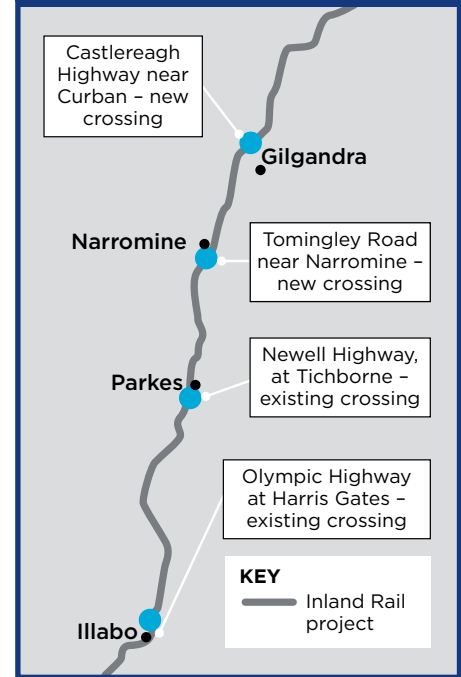 Castlereagh
Highway near
Curban – new
crossing
Gilgandra
Narromine
Tomingley Road
near Narromine –
new crossing
Newell Highway,
at Tichborne –
existing crossing
Parkes
Olympic Highway
at Harris Gates –
existing crossing
KEY
Inland Rail
project
Illabo